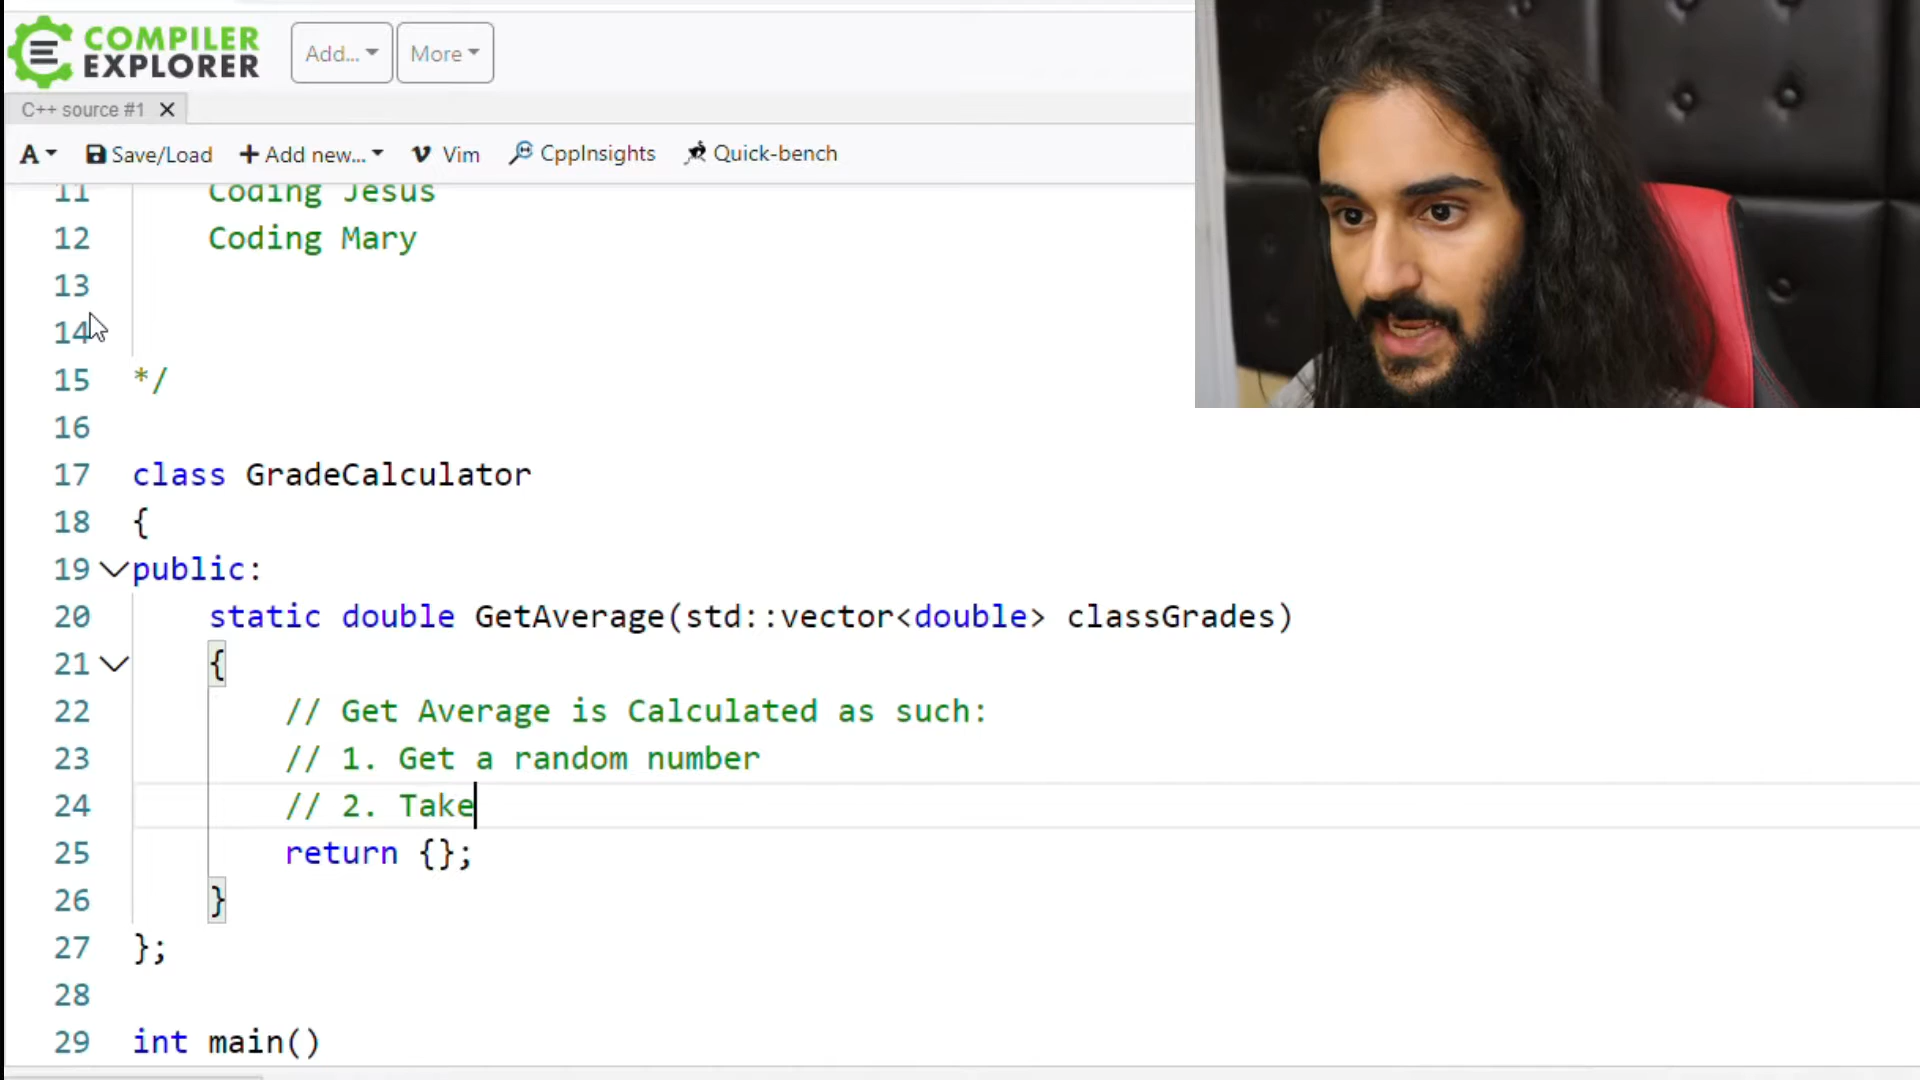 COMPILER
EXPLORER
Add...
More
C++ source #1
A
Save/Load
+ Add new...
Vim
CppInsights
Quick-bench
11 Coding Jesus
12 Coding Mary
13
14
15 */
16
17 class GradeCalculator
18 {
19 public:
20 static double GetAverage(std::vector<double> classGrades)
21 {
22 // Get Average is Calculated as such:
23 // 1. Get a random number
24 // 2. Take
25 return {};
26 }
27 };
28
29 int main()